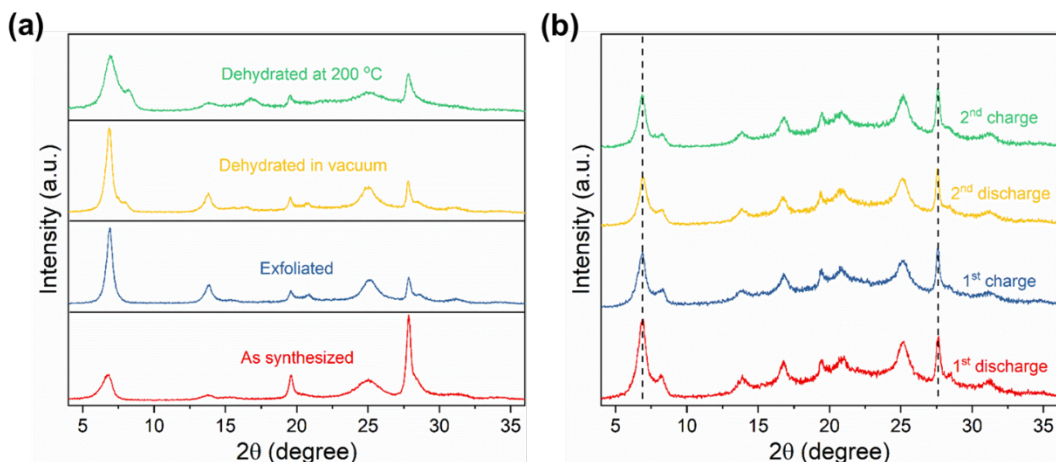 (a)
Intensity (a.u.)
Dehydrated at 200 °C
Dehydrated in vacuum
Exfoliated
As synthesized
5 10 15 20 25 30 35
2θ (degree)
(b)
Intensity (a.u.)
2nd charge
2nd discharge
1st charge
1st discharge
5 10 15 20 25 30 35
2θ (degree)